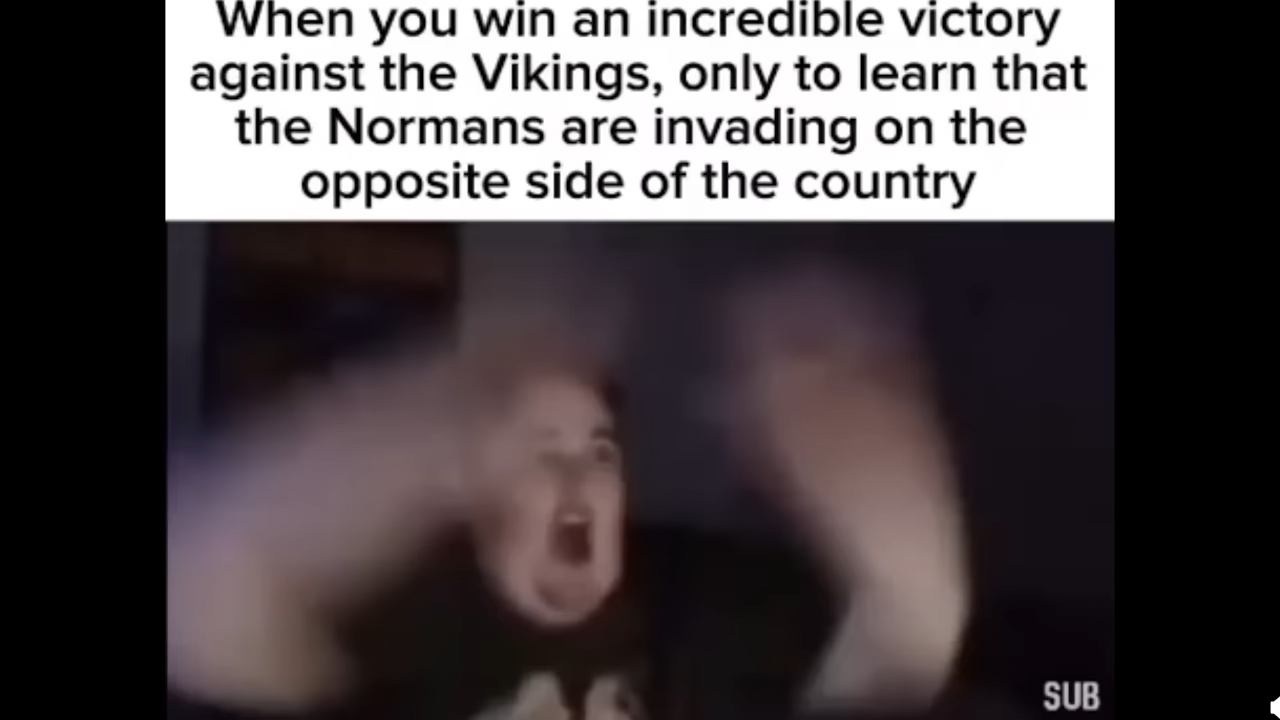 When you win an incredible victory
against the Vikings, only to learn that
the Normans are invading on the
opposite side of the country
SUB